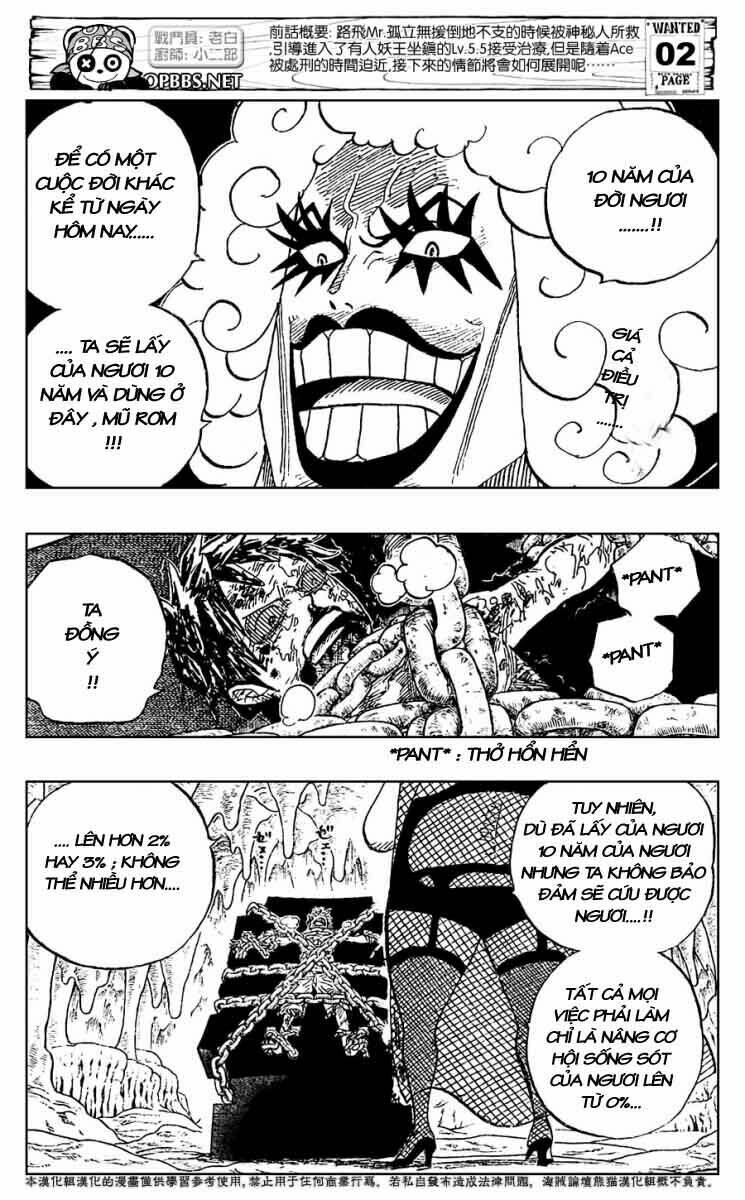 戰鬥員: 老白
廚師: 小二郎
OPBBS.NET
前話概要: 路飛Mr.孤立無援倒地不支的時候被神秘人所救
,引導進入了有人妖王坐鎮的Lv.5.5接受治療,但是隨着Ace
被處刑的時間迫近,接下來的情節將會如何展開呢……
WANTED
02
PAGE
10 NĂM CỦA
ĐỜI NGƯƠI
.......!!
ĐỂ CÓ MỘT
CUỘC ĐỜI KHÁC
KỂ TỪ NGÀY
HÔM NAY.....
GIÁ
CẢ
ĐIỀU
TRỊ
.......
.... TA SẼ LẤY
CỦA NGƯƠI 10
NĂM VÀ DÙNG Ở
ĐÂY , MŨ RƠM
!!!
*PANT*
*PANT*
TA
ĐỒNG
Ý
!!
*PANT* : THỞ HỔN HỂN
TUY NHIÊN,
DÙ ĐÃ LẤY CỦA NGƯƠI
10 NĂM CỦA NGƯƠI
NHƯNG TA KHÔNG BẢO
ĐẢM SẼ CỨU ĐƯỢC
NGƯƠI....!!
ゼェ…
ゼェ…
.... LÊN HƠN 2%
HAY 3% ; KHÔNG
THỂ NHIỀU HƠN....
TẤT CẢ MỌI
VIỆC PHẢI LÀM
CHỈ LÀ NÂNG CƠ
HỘI SỐNG SÓT
CỦA NGƯƠI LÊN
TỪ 0%...
本漢化組漢化的漫畫僅供學習參考使用,禁止用于任何商業行爲。若私自發布造成法律問題, 海賊論壇熊猫漢化組概不負責。